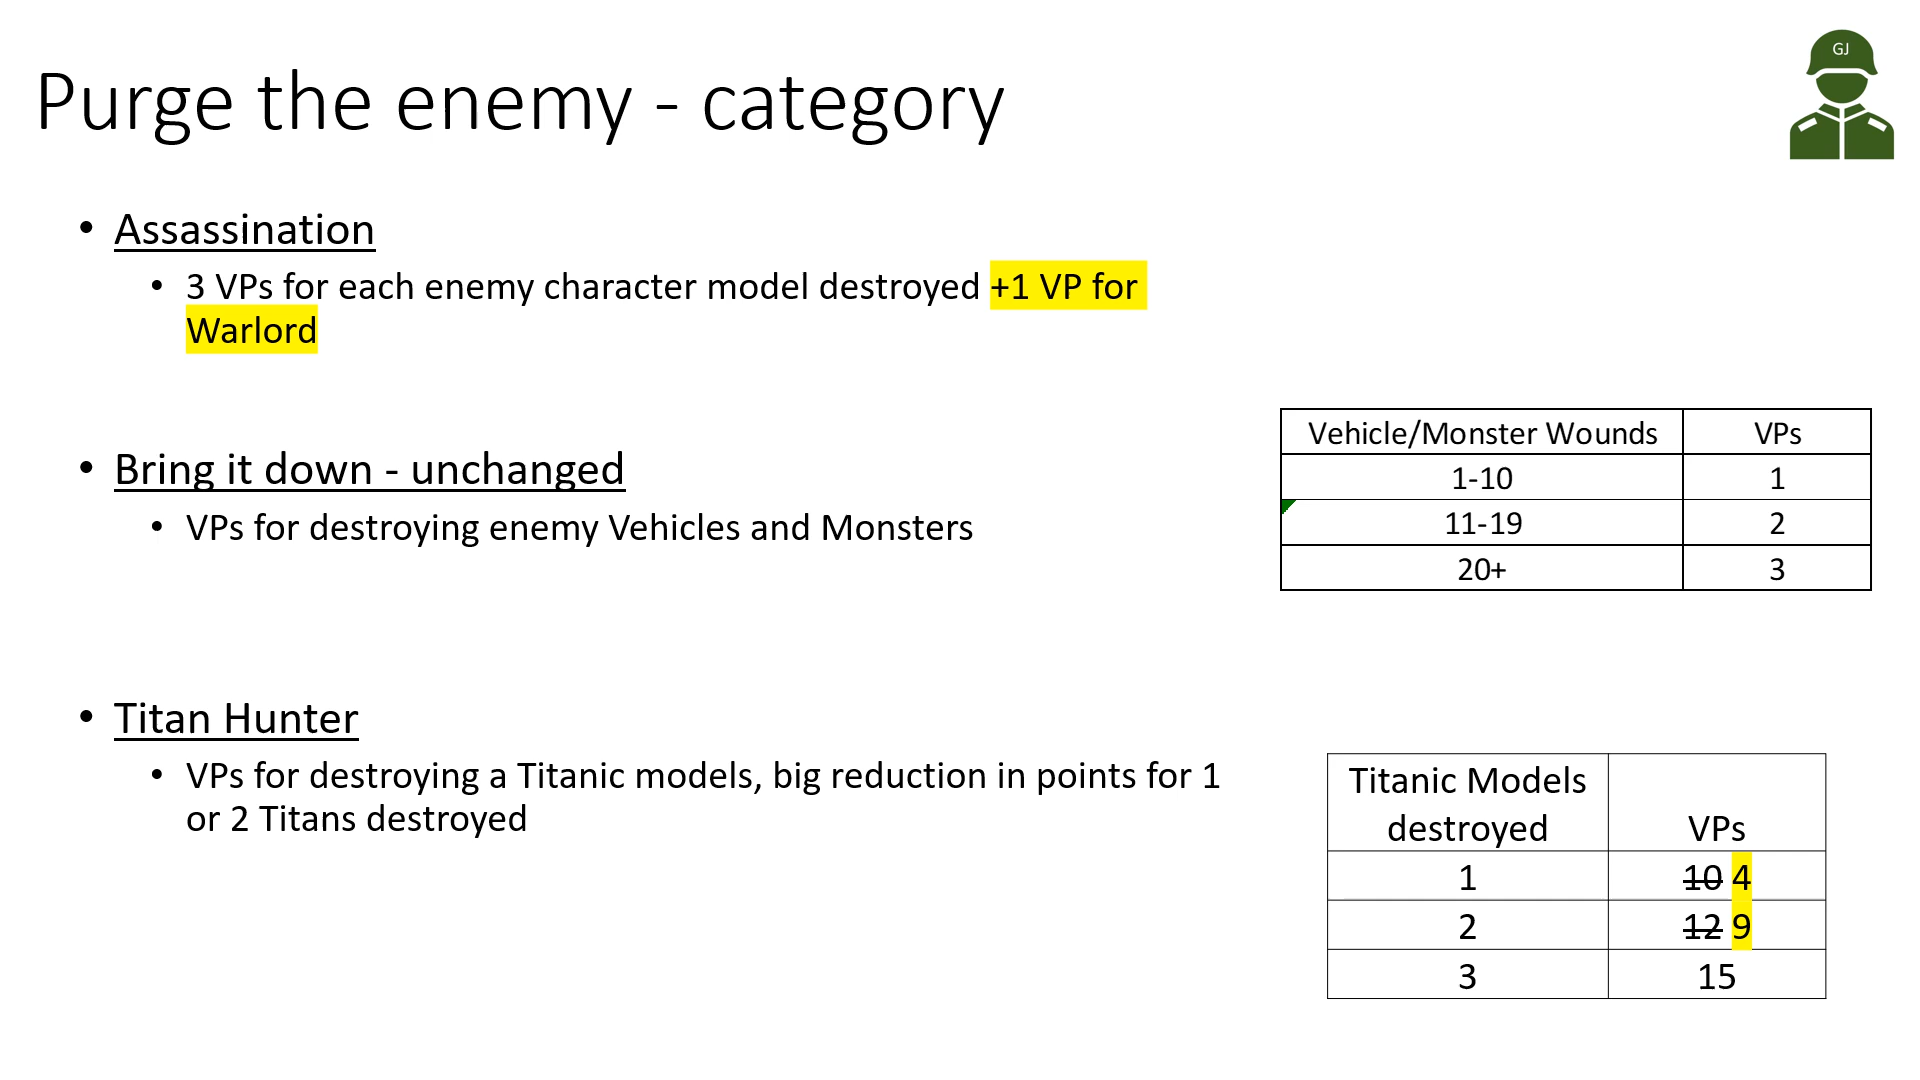 GJ
Purge the enemy - category
• Assassination
• 3 VPs for each enemy character model destroyed +1 VP for
Warlord
• Bring it down - unchanged
• VPs for destroying enemy Vehicles and Monsters
Vehicle/Monster Wounds VPs
1-10 1
11-19 2
20+ 3
• Titan Hunter
• VPs for destroying a Titanic models, big reduction in points for 1
or 2 Titans destroyed
Titanic Models
destroyed VPs
1 10 4
2 12 9
3 15